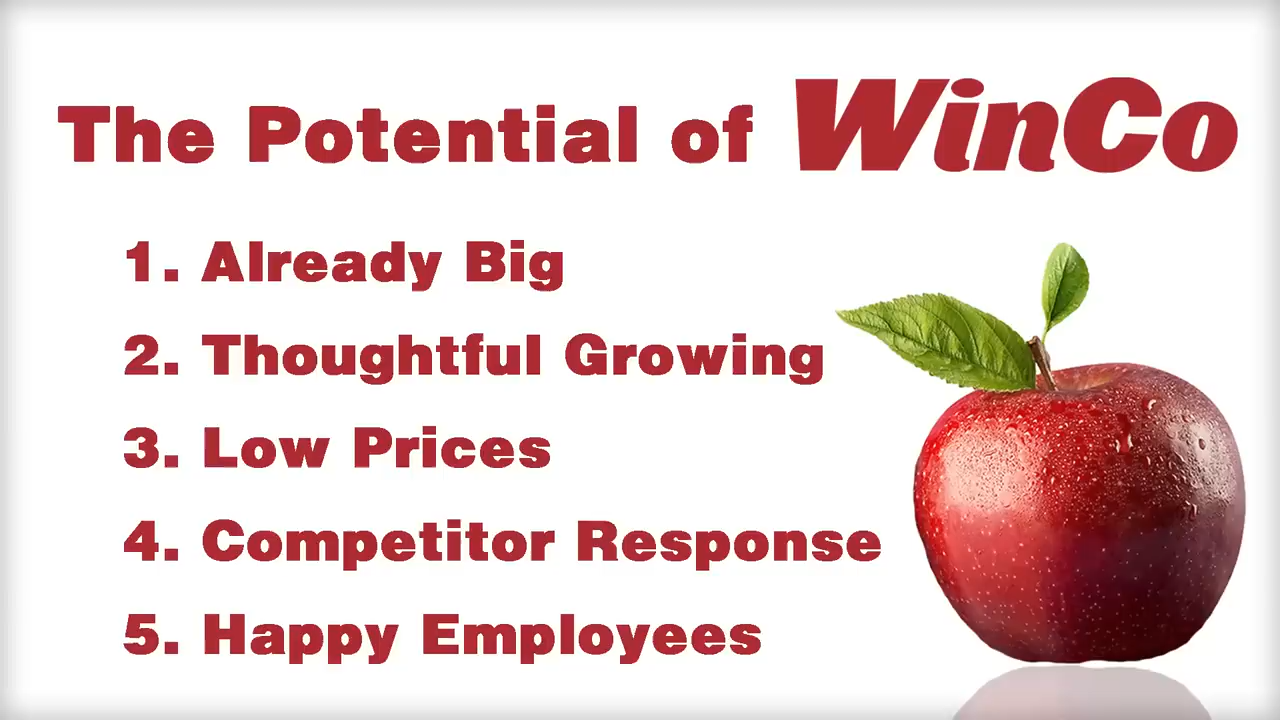 The Potential of WinCo
1. Already Big
2. Thoughtful Growing
3. Low Prices
4. Competitor Response
5. Happy Employees